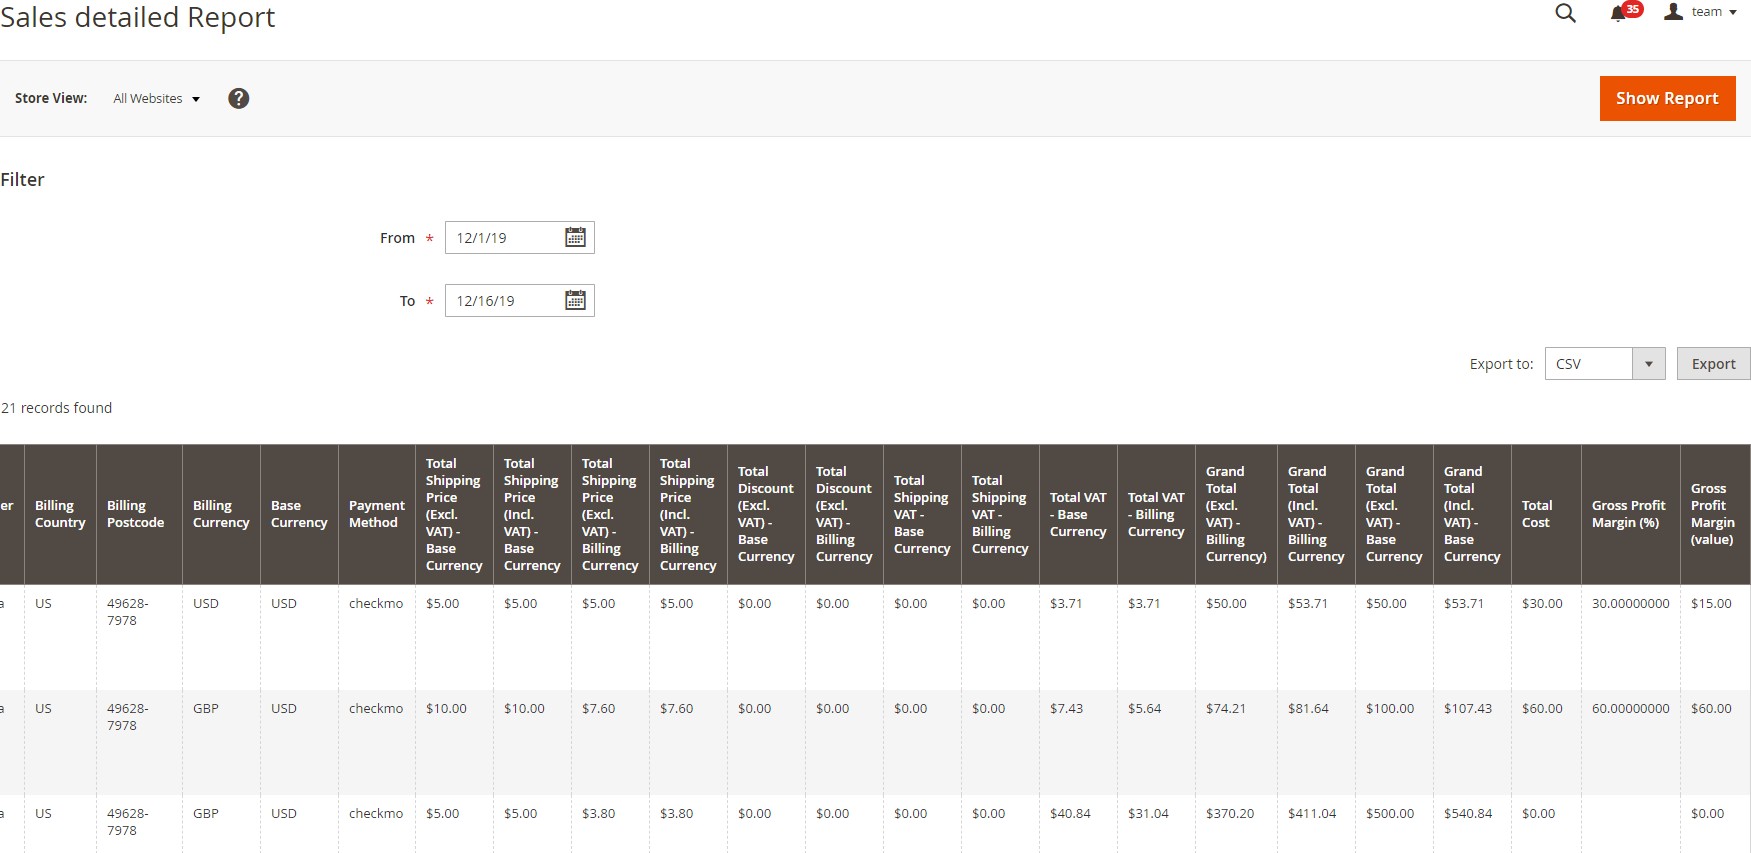 Sales detailed Report
35
team
Store View:
All Websites
?
Show Report
Filter
From *
12/1/19
To *
12/16/19
Export to:
CSV
Export
21 records found
er
Billing
Country
Billing
Postcode
Billing
Currency
Base
Currency
Payment
Method
Total
Shipping
Price
(Excl.
VAT) -
Base
Currency
Total
Shipping
Price
(Incl.
VAT) -
Base
Currency
Total
Shipping
Price
(Excl.
VAT) -
Billing
Currency
Total
Shipping
Price
(Incl.
VAT) -
Billing
Currency
Total
Discount
(Excl.
VAT) -
Base
Currency
Total
Discount
(Excl.
VAT) -
Billing
Currency
Total
Shipping
VAT -
Base
Currency
Total
Shipping
VAT -
Billing
Currency
Total VAT
- Base
Currency
Total VAT
- Billing
Currency
Grand
Total
(Excl.
VAT) -
Billing
Currency)
Grand
Total
(Incl.
VAT) -
Billing
Currency
Grand
Total
(Excl.
VAT) -
Base
Currency
Grand
Total
(Incl.
VAT) -
Base
Currency
Total
Cost
Gross Profit
Margin (%)
Gross
Profit
Margin
(value)
a US 49628- USD USD checkmo $5.00 $5.00 $5.00 $5.00 $0.00 $0.00 $0.00 $0.00 $3.71 $3.71 $50.00 $53.71 $50.00 $53.71 $30.00 30.00000000 $15.00
7978
a US 49628- GBP USD checkmo $10.00 $10.00 $7.60 $7.60 $0.00 $0.00 $0.00 $0.00 $7.43 $5.64 $74.21 $81.64 $100.00 $107.43 $60.00 60.00000000 $60.00
7978
a US 49628- GBP USD checkmo $5.00 $5.00 $3.80 $3.80 $0.00 $0.00 $0.00 $0.00 $40.84 $31.04 $370.20 $411.04 $500.00 $540.84 $0.00 $0.00
7978